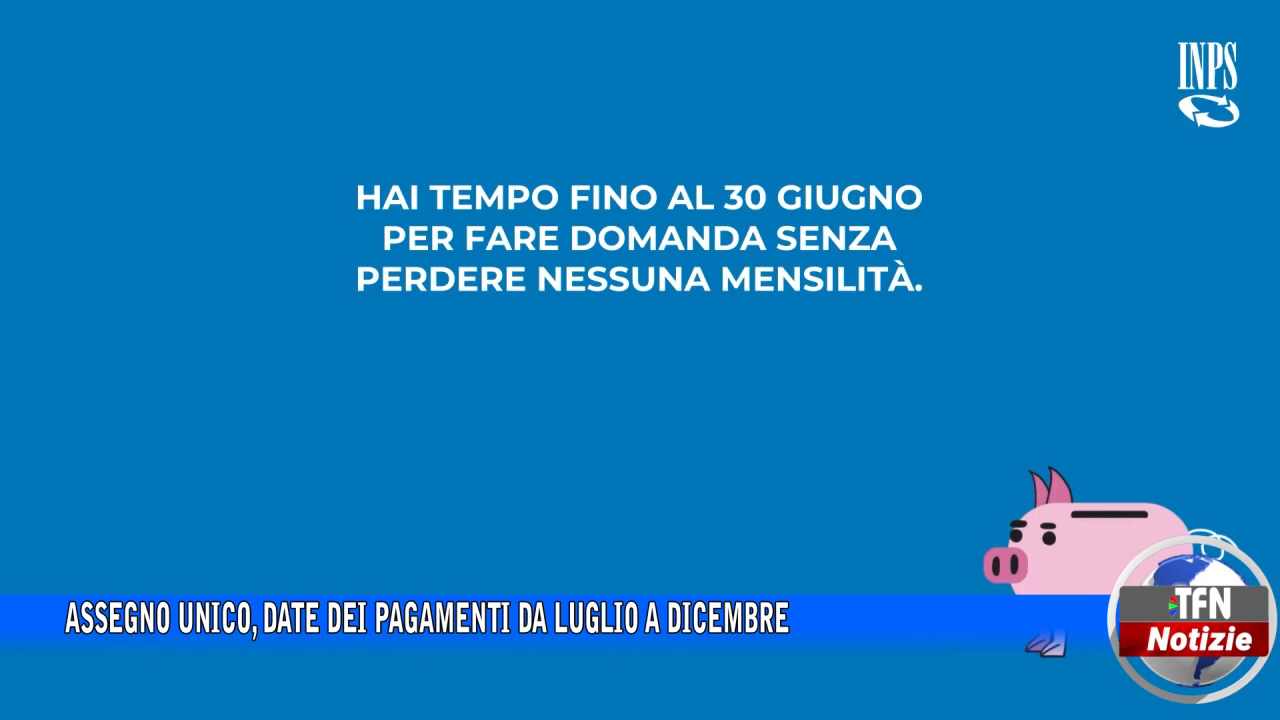 INPS
HAI TEMPO FINO AL 30 GIUGNO
PER FARE DOMANDA SENZA
PERDERE NESSUNA MENSILITÀ.
ASSEGNO UNICO, DATE DEI PAGAMENTI DA LUGLIO A DICEMBRE
TFN
Notizie